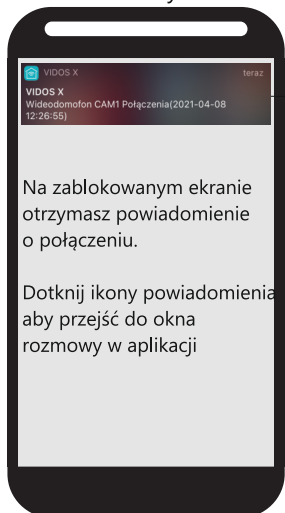 VIDOS X teraz
VIDOS X
Wideodomofon CAM1 Połączenia(2021-04-08
12:26:55)
Na zablokowanym ekranie
otrzymasz powiadomienie
o połączeniu.
Dotknij ikony powiadomienia
aby przejść do okna
rozmowy w aplikacji